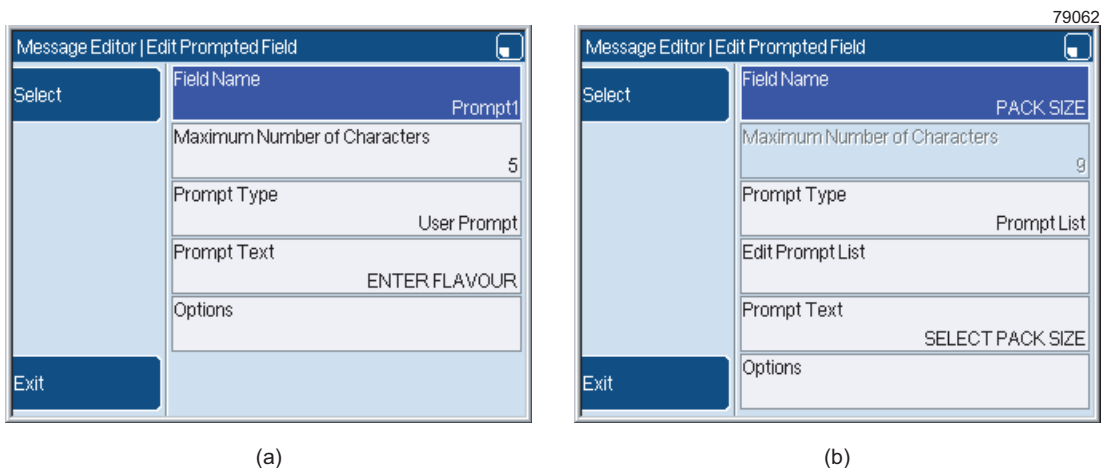 79062
Message Editor | Edit Prompted Field
Select
Field Name
Prompt1
Maximum Number of Characters
5
Prompt Type
User Prompt
Prompt Text
ENTER FLAVOUR
Options
Exit
(a)
Message Editor | Edit Prompted Field
Select
Field Name
PACK SIZE
Maximum Number of Characters
9
Prompt Type
Prompt List
Edit Prompt List
Prompt Text
SELECT PACK SIZE
Options
Exit
(b)